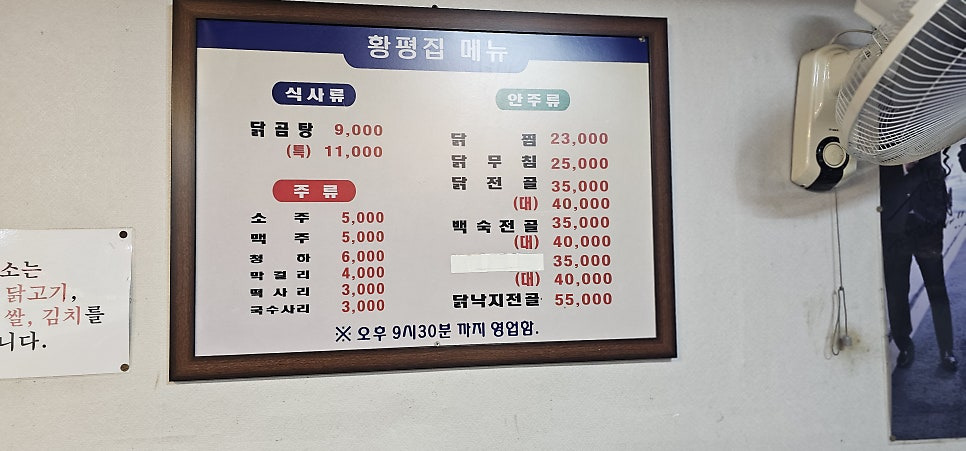 황평집 메뉴
식사류
닭곰탕 9,000
(특) 11,000
주류
소주 5,000
맥주 5,000
청하 6,000
막걸리 4,000
떡사리 3,000
국수사리 3,000
안주류
닭찜 23,000
닭무침 25,000
닭전골 35,000
(대) 40,000
백숙전골 35,000
(대) 40,000
35,000
(대) 40,000
닭낙지전골 55,000
※ 오후 9시30분 까지 영업함.
소는
닭고기,
쌀, 김치를
니다.